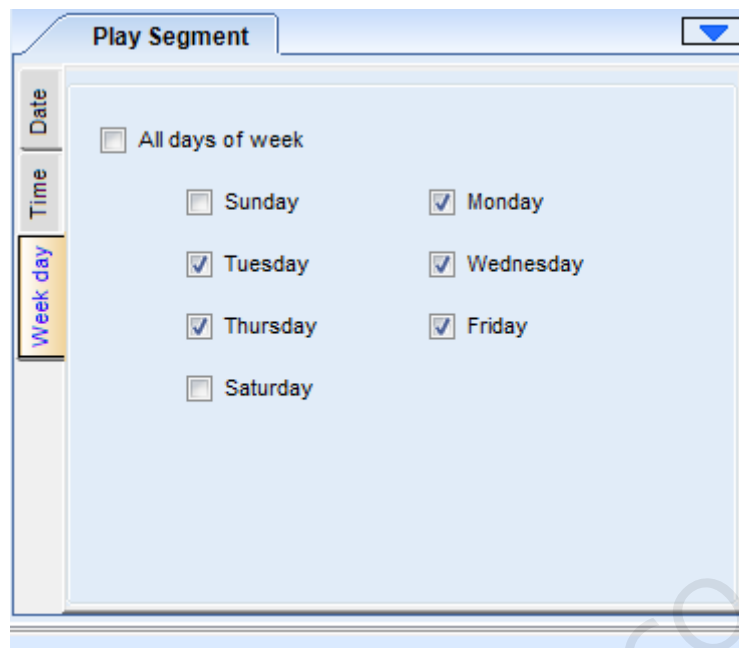 Play Segment
Date
Time
Week day
All days of week
Sunday
Monday
Tuesday
Wednesday
Thursday
Friday
Saturday